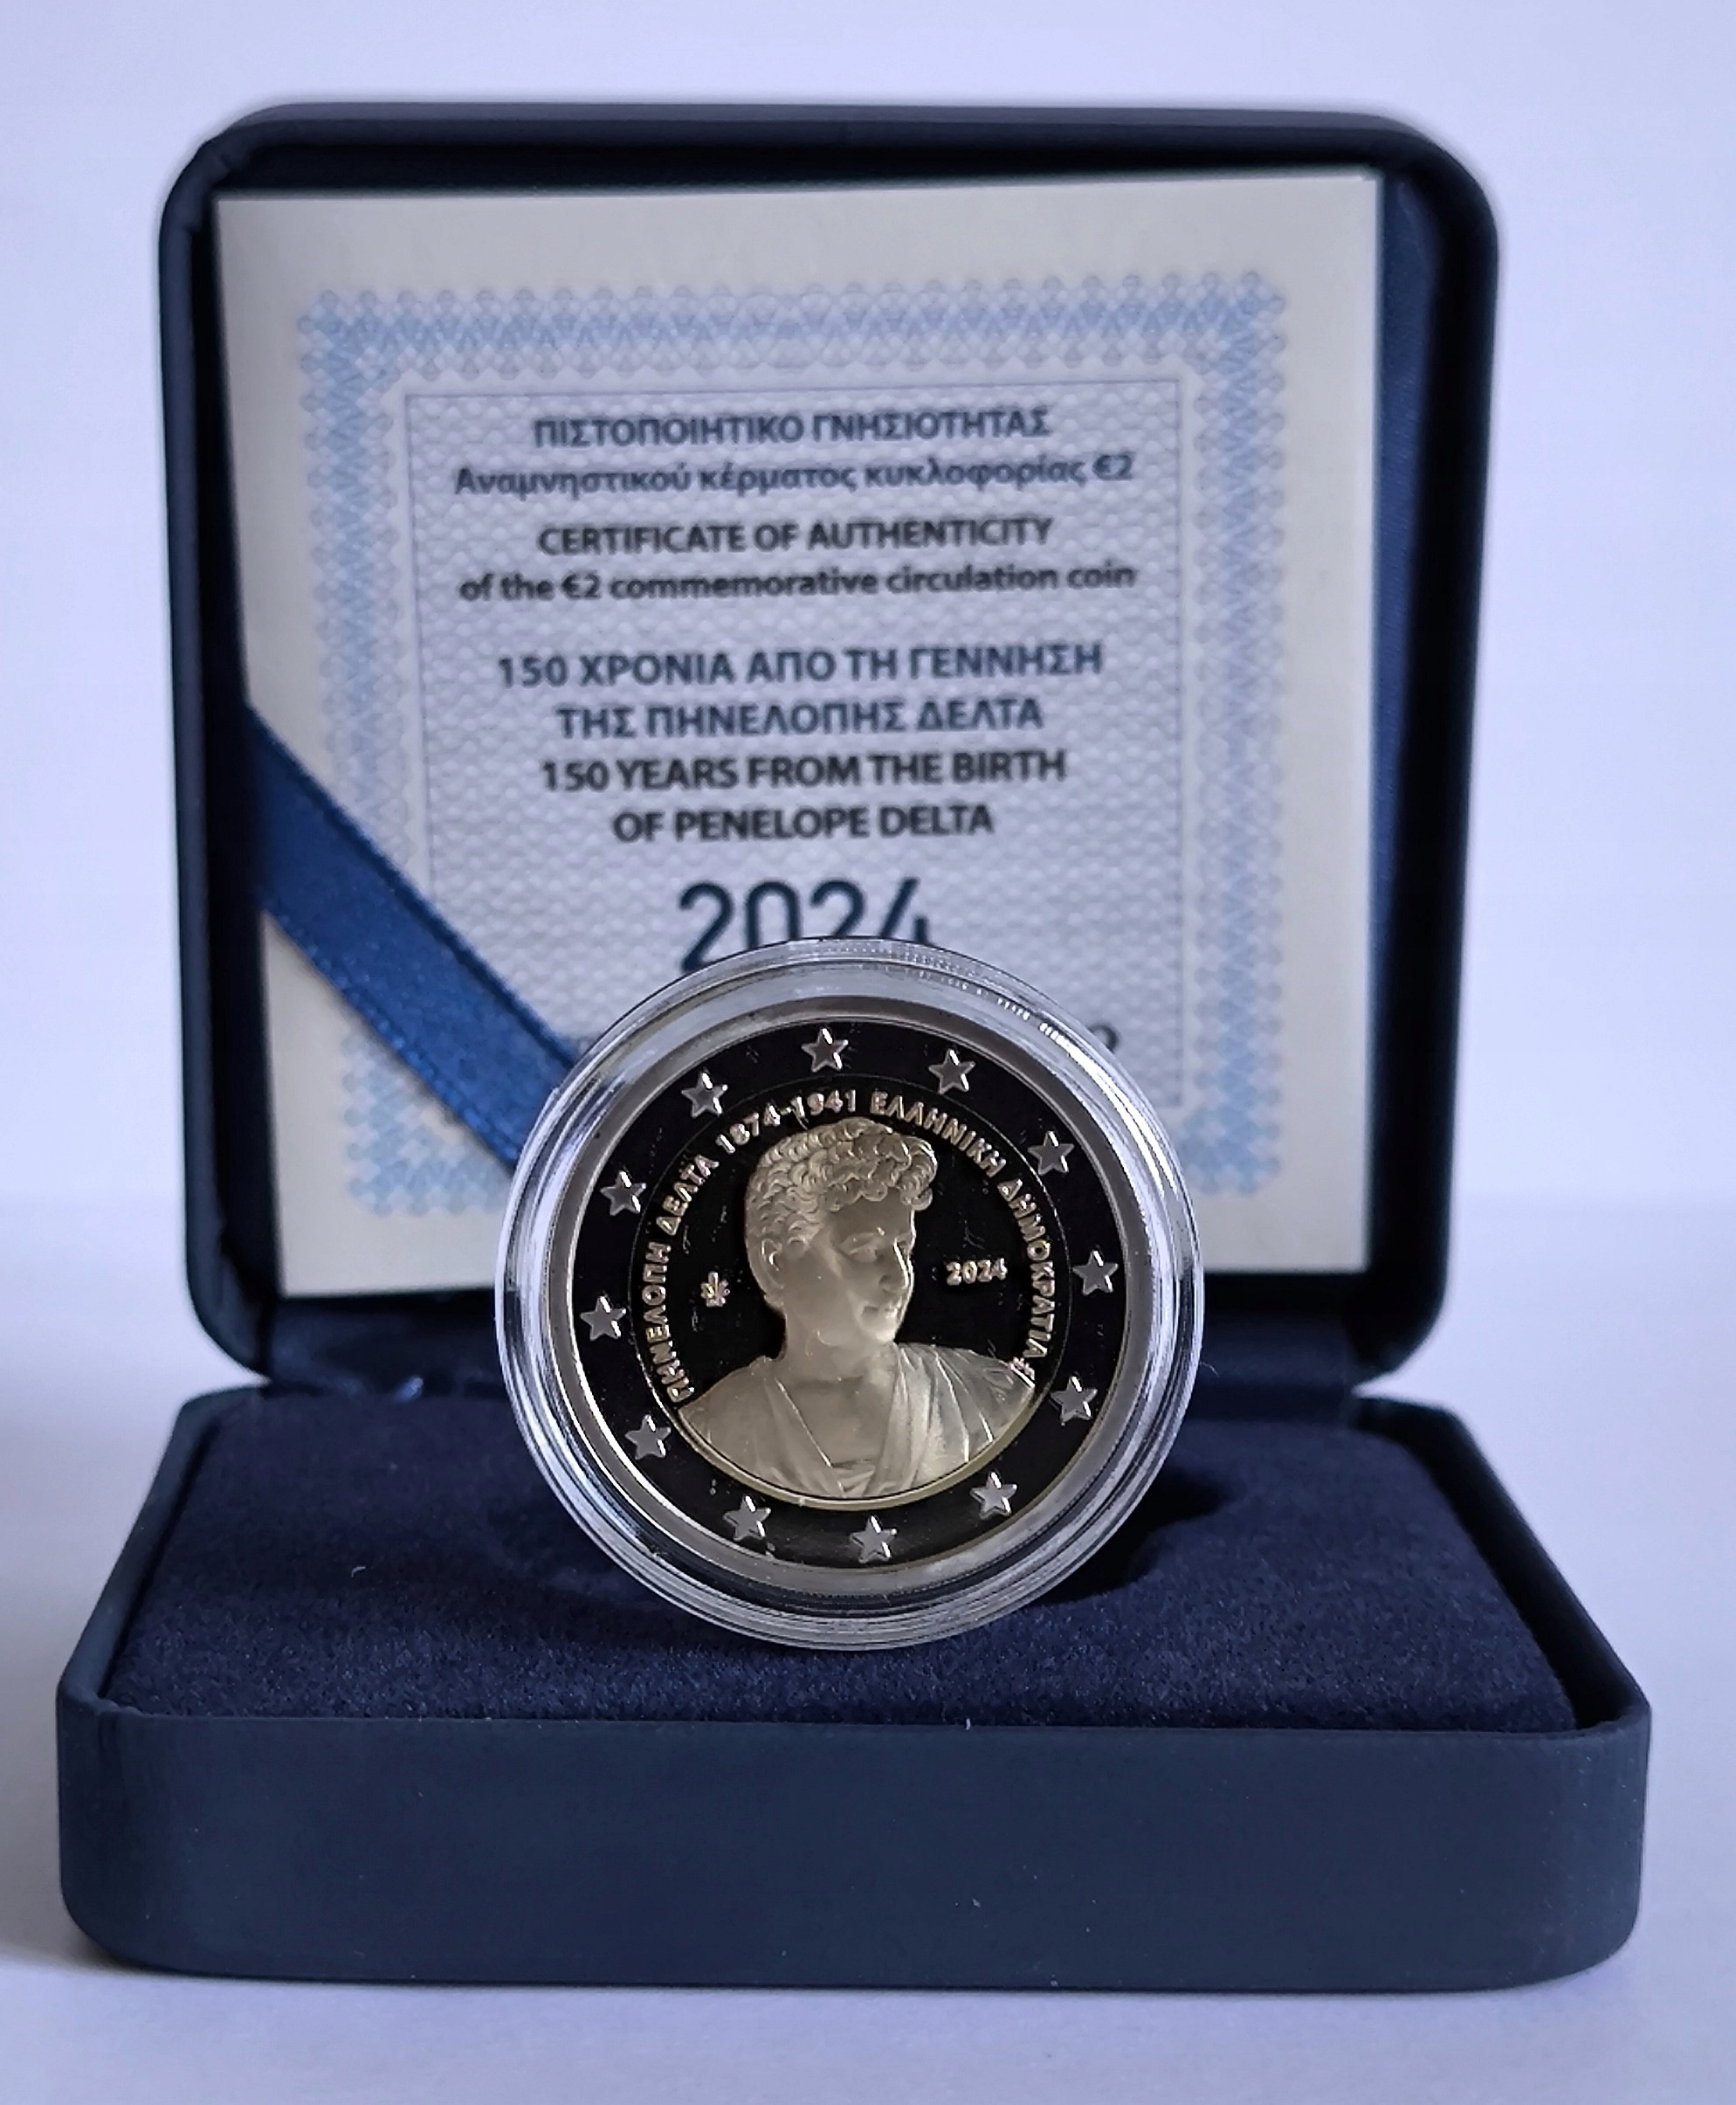 ΠΙΣΤΟΠΟΙΗΤΙΚΟ ΓΝΗΣΙΟΤΗΤΑΣ
Αναμνηστικού κέρματος κυκλοφορίας €2
CERTIFICATE OF AUTHENTICITY
of the €2 commemorative circulation coin
150 ΧΡΟΝΙΑ ΑΠΟ ΤΗ ΓΕΝΝΗΣΗ
ΤΗΣ ΠΗΝΕΛΟΠΗΣ ΔΕΛΤΑ
150 YEARS FROM THE BIRTH
OF PENELOPE DELTA
2024
ΠΗΝΕΛΟΠΗ ΔΕΛΤΑ 1874-1941 ΕΛΛΗΝΙΚΗ ΔΗΜΟΚΡΑΤΙΑ
2024